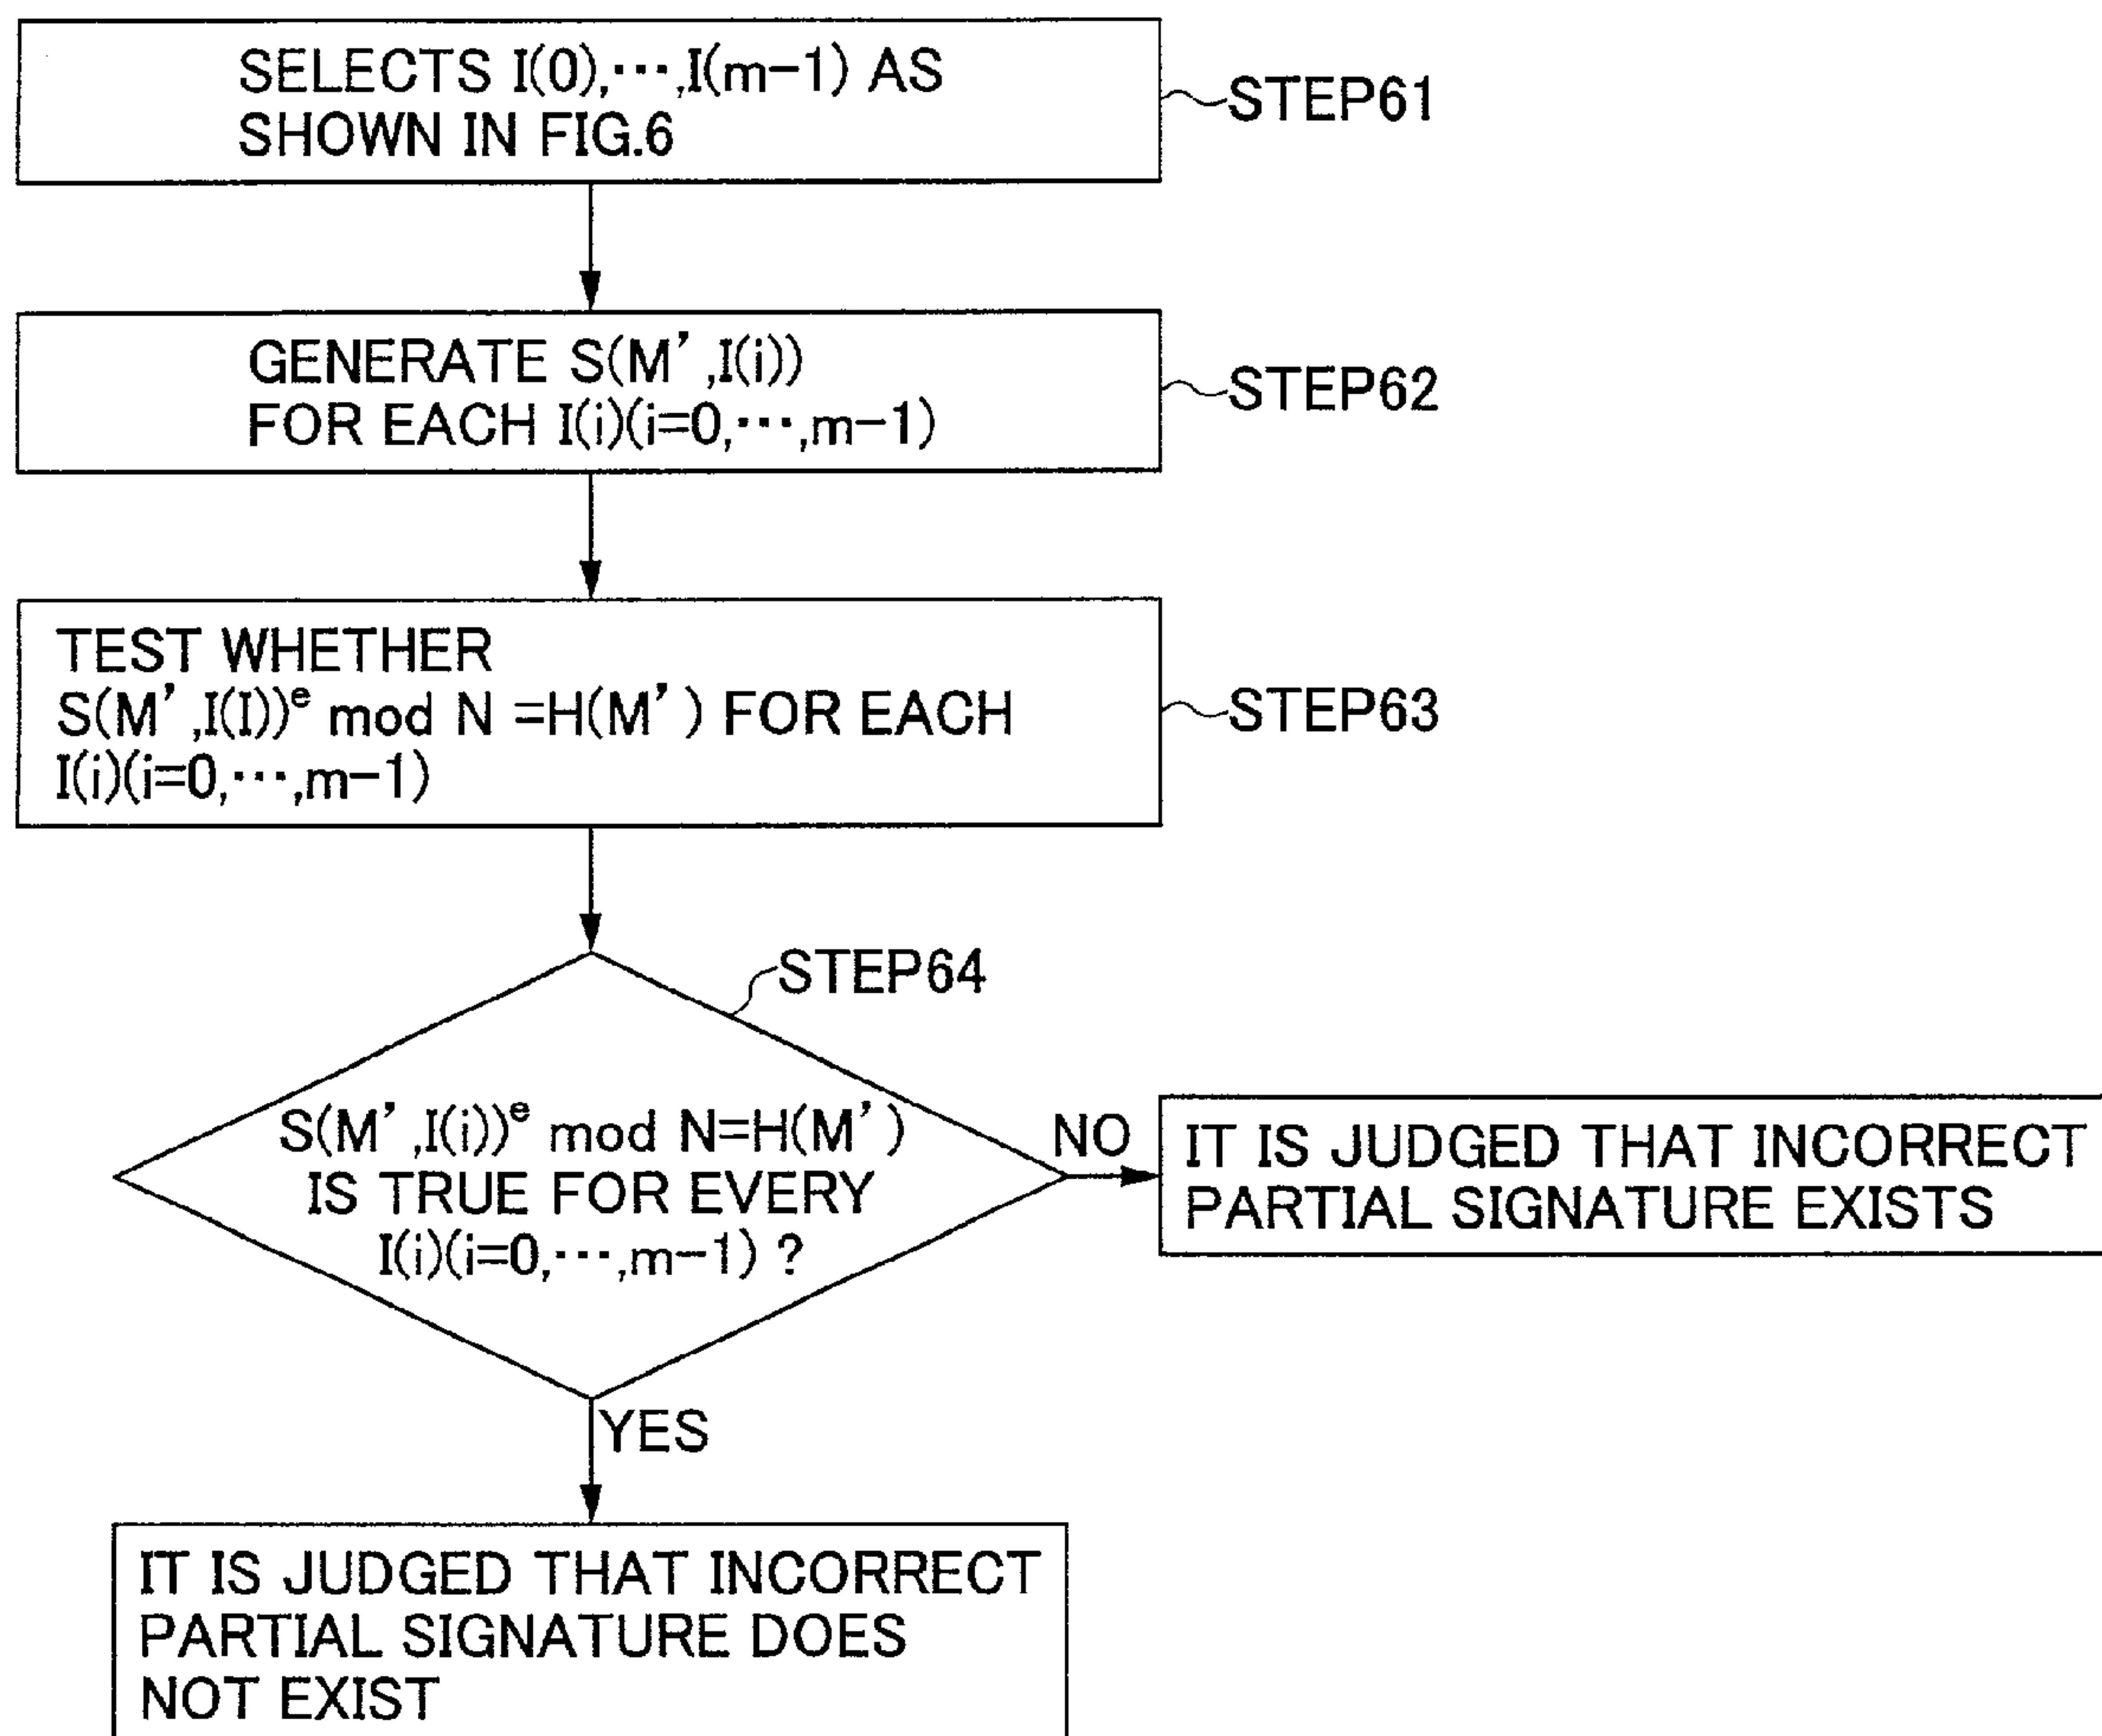 SELECTS I(0),···,I(m-1) AS
SHOWN IN FIG.6
STEP61
GENERATE S(M',I(i))
FOR EACH I(i)(i=0,···,m-1)
STEP62
TEST WHETHER
S(M',I(I))^e mod N =H(M') FOR EACH
I(i)(i=0,···,m-1)
STEP63
STEP64
S(M',I(i))^e mod N=H(M')
IS TRUE FOR EVERY
I(i)(i=0,···,m-1) ?
NO
IT IS JUDGED THAT INCORRECT
PARTIAL SIGNATURE EXISTS
YES
IT IS JUDGED THAT INCORRECT
PARTIAL SIGNATURE DOES
NOT EXIST